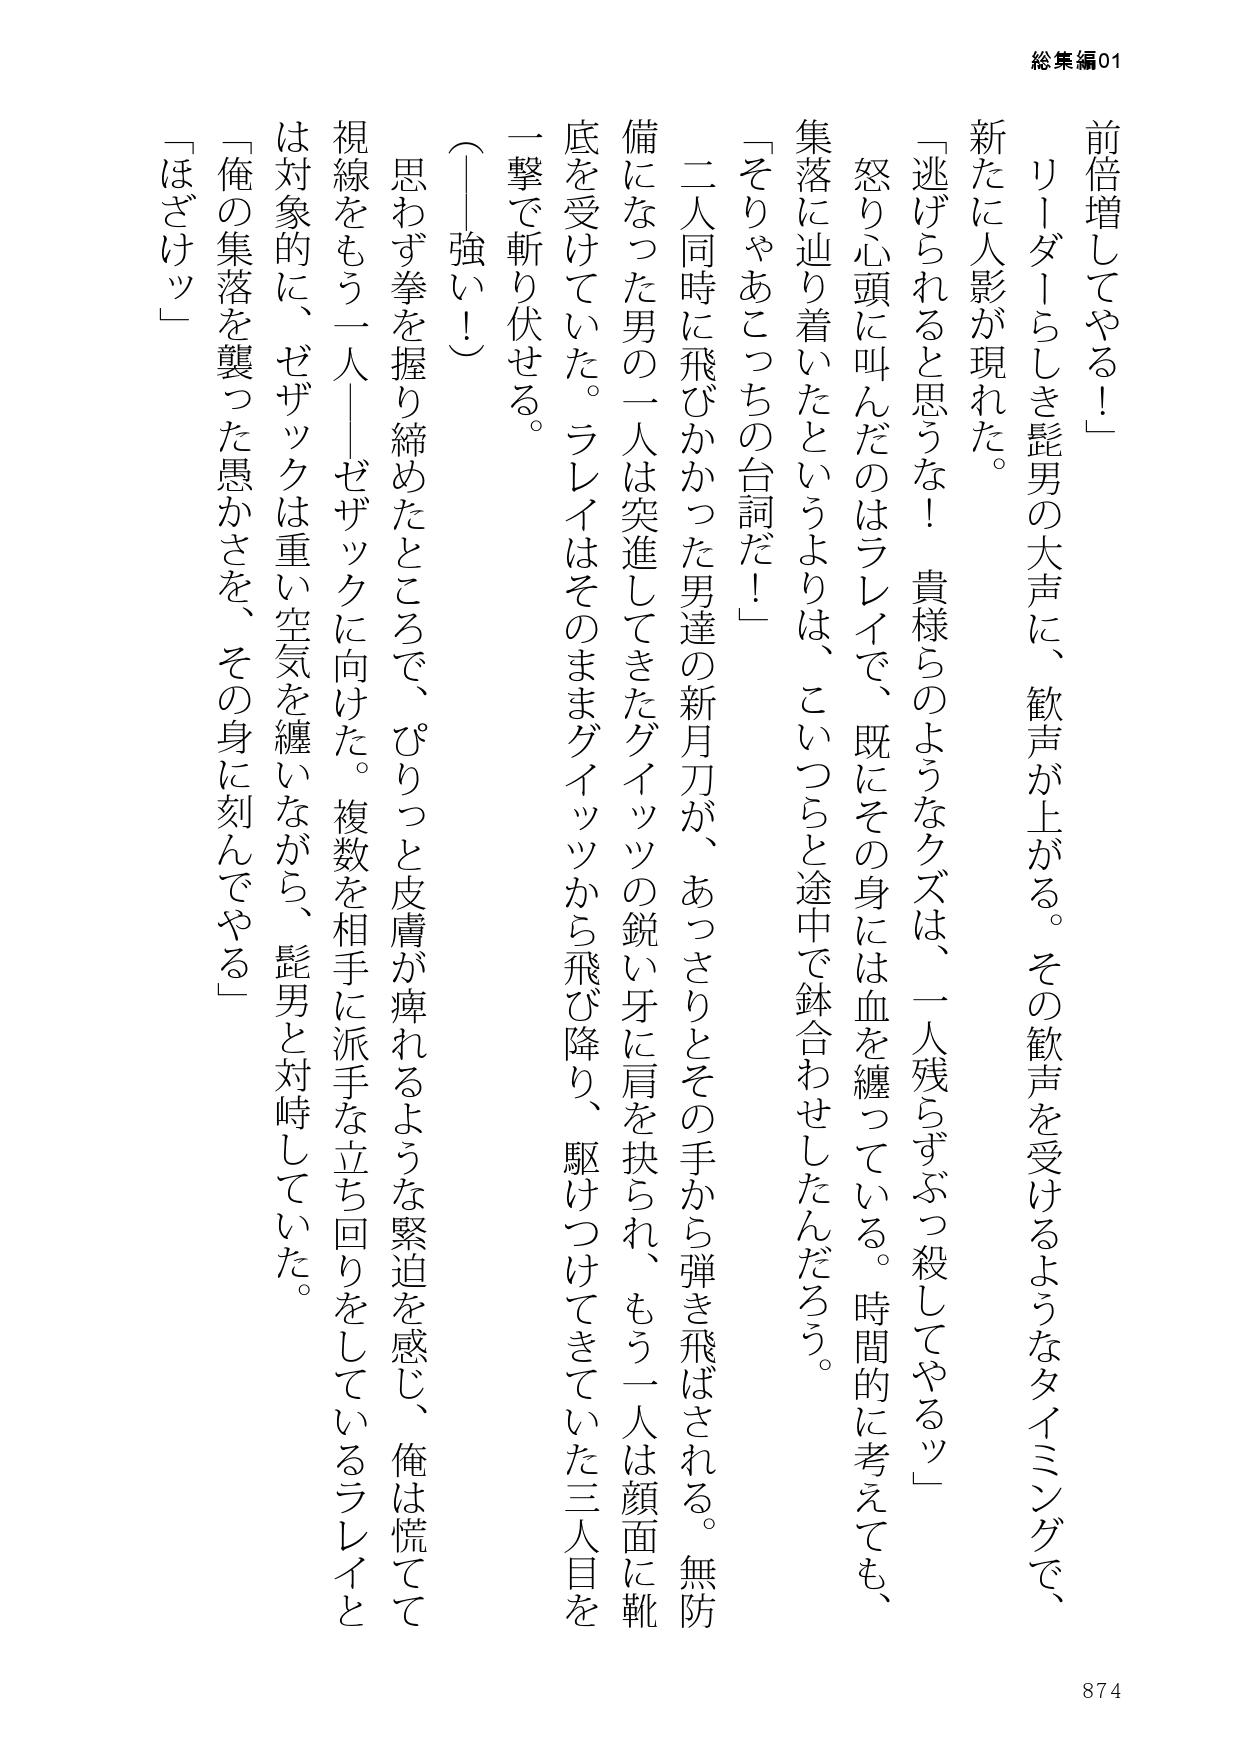 総集編01
前倍増してやる！」
　リーダーらしき髭男の大声に、歓声が上がる。その歓声を受けるようなタイミングで、
新たに人影が現れた。
「逃げられると思うな！　貴様らのようなクズは、一人残らずぶっ殺してやるッ」
　怒り心頭に叫んだのはラレイで、既にその身には血を纏っている。時間的に考えても、
集落に辿り着いたというよりは、こいつらと途中で鉢合わせしたんだろう。
「そりゃあこっちの台詞だ！」
　二人同時に飛びかかった男達の新月刀が、あっさりとその手から弾き飛ばされる。無防
備になった男の一人は突進してきたグイッツの鋭い牙に肩を抉られ、もう一人は顔面に靴
底を受けていた。ラレイはそのままグイッツから飛び降り、駆けつけてきていた三人目を
一撃で斬り伏せる。
（――強い！）
　思わず拳を握り締めたところで、ぴりっと皮膚が痺れるような緊迫を感じ、俺は慌てて
視線をもう一人――ゼザックに向けた。複数を相手に派手な立ち回りをしているラレイと
は対象的に、ゼザックは重い空気を纏いながら、髭男と対峙していた。
「俺の集落を襲った愚かさを、その身に刻んでやる」
「ほざけッ」
874